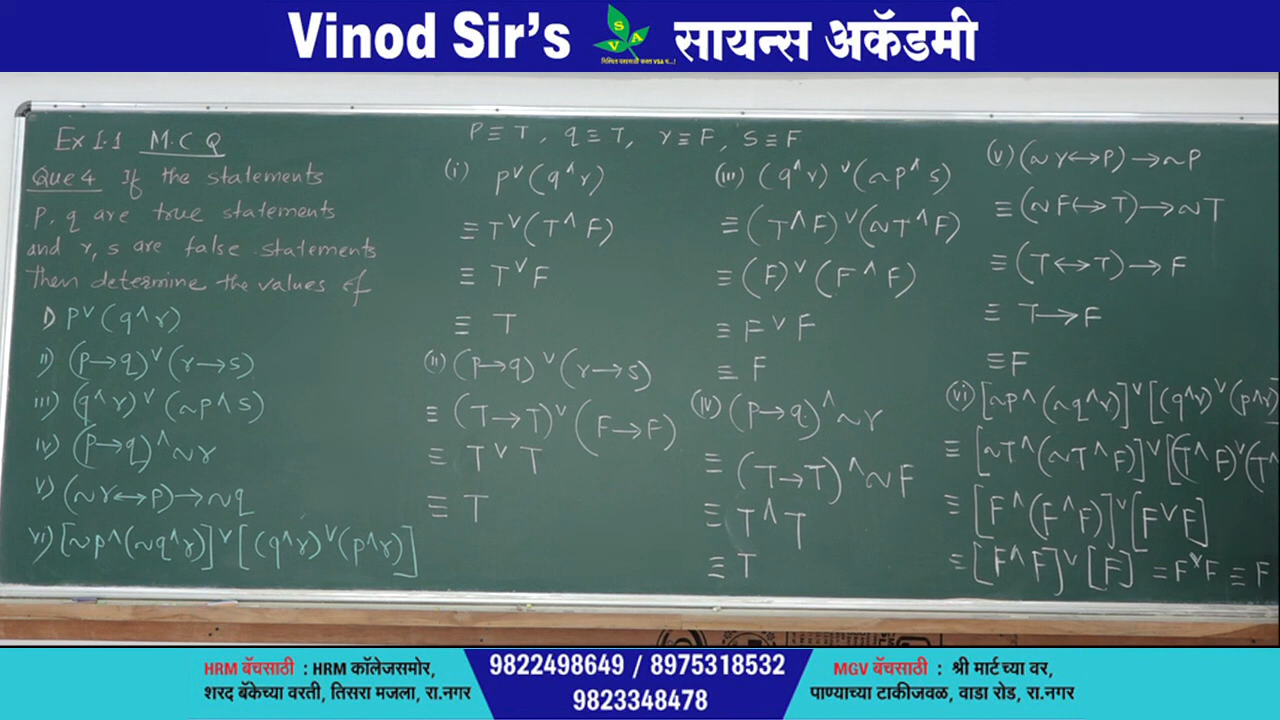 Vinod Sir's VSA सायन्स अकॅडमी
Ex 1.1 M.C Q
Que 4 If the statements
p, q are true statements
and r, s are false statements
then determine the values of
i) p ∨ (q ∧ r)
ii) (p→q) ∨ (r→s)
iii) (q ∧ r) ∨ (~p ∧ s)
iv) (p→q) ∧ ~r
v) (~r↔p)→~q
vi) [~p ∧ (~q ∧ r)] ∨ [(q ∧ r) ∨ (p ∧ r)]
p ≡ T, q ≡ T, r ≡ F, s ≡ F
(i) p ∨ (q ∧ r)
≡ T ∨ (T ∧ F)
≡ T ∨ F
≡ T
(ii) (p→q) ∨ (r→s)
≡ (T→T) ∨ (F→F)
≡ T ∨ T
≡ T
(iii) (q ∧ r) ∨ (~p ∧ s)
≡ (T ∧ F) ∨ (~T ∧ F)
≡ (F) ∨ (F ∧ F)
≡ F ∨ F
≡ F
(iv) (p→q) ∧ ~r
≡ (T→T) ∧ ~F
≡ T ∧ T
≡ T
(v) (~r↔p)→~p
≡ (~F↔T)→~T
≡ (T↔T)→F
≡ T→F
≡ F
(vi) [~p ∧ (~q ∧ r)] ∨ [(q ∧ r) ∨ (p ∧ r)
≡ [~T ∧ (~T ∧ F)] ∨ [(T ∧ F) ∨ (T ∧
≡ [F ∧ (F ∧ F)] ∨ [F ∨ F]
≡ [F ∧ F] ∨ [F] ≡ F ∨ F ≡ F
HRM बॅचसाठी : HRM कॉलेजसमोर,
शरद बॅकेच्या वरती, तिसरा मजला, रा.नगर
9822498649 / 8975318532
9823348478
MGV बॅचसाठी : श्री मार्टच्या वर,
पाण्याच्या टाकीजवळ, वाडा रोड, रा.नगर